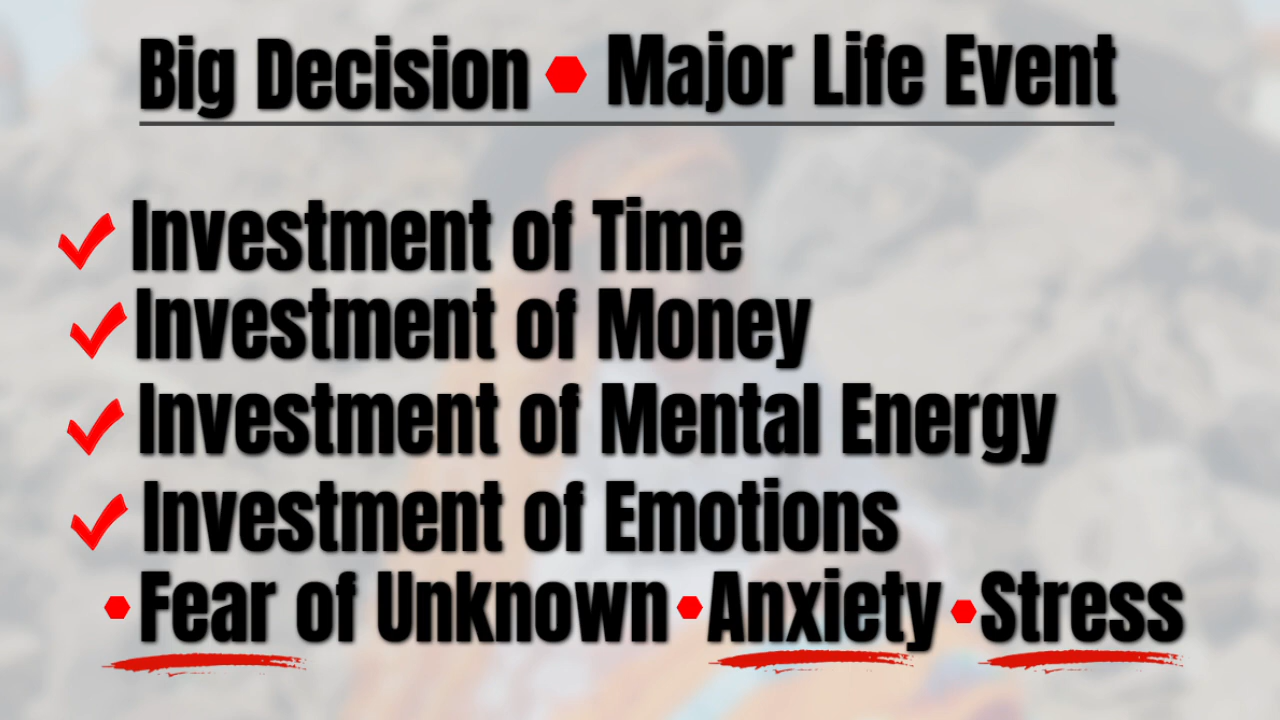 Big Decision • Major Life Event
✓ Investment of Time
✓ Investment of Money
✓ Investment of Mental Energy
✓ Investment of Emotions
• Fear of Unknown • Anxiety • Stress